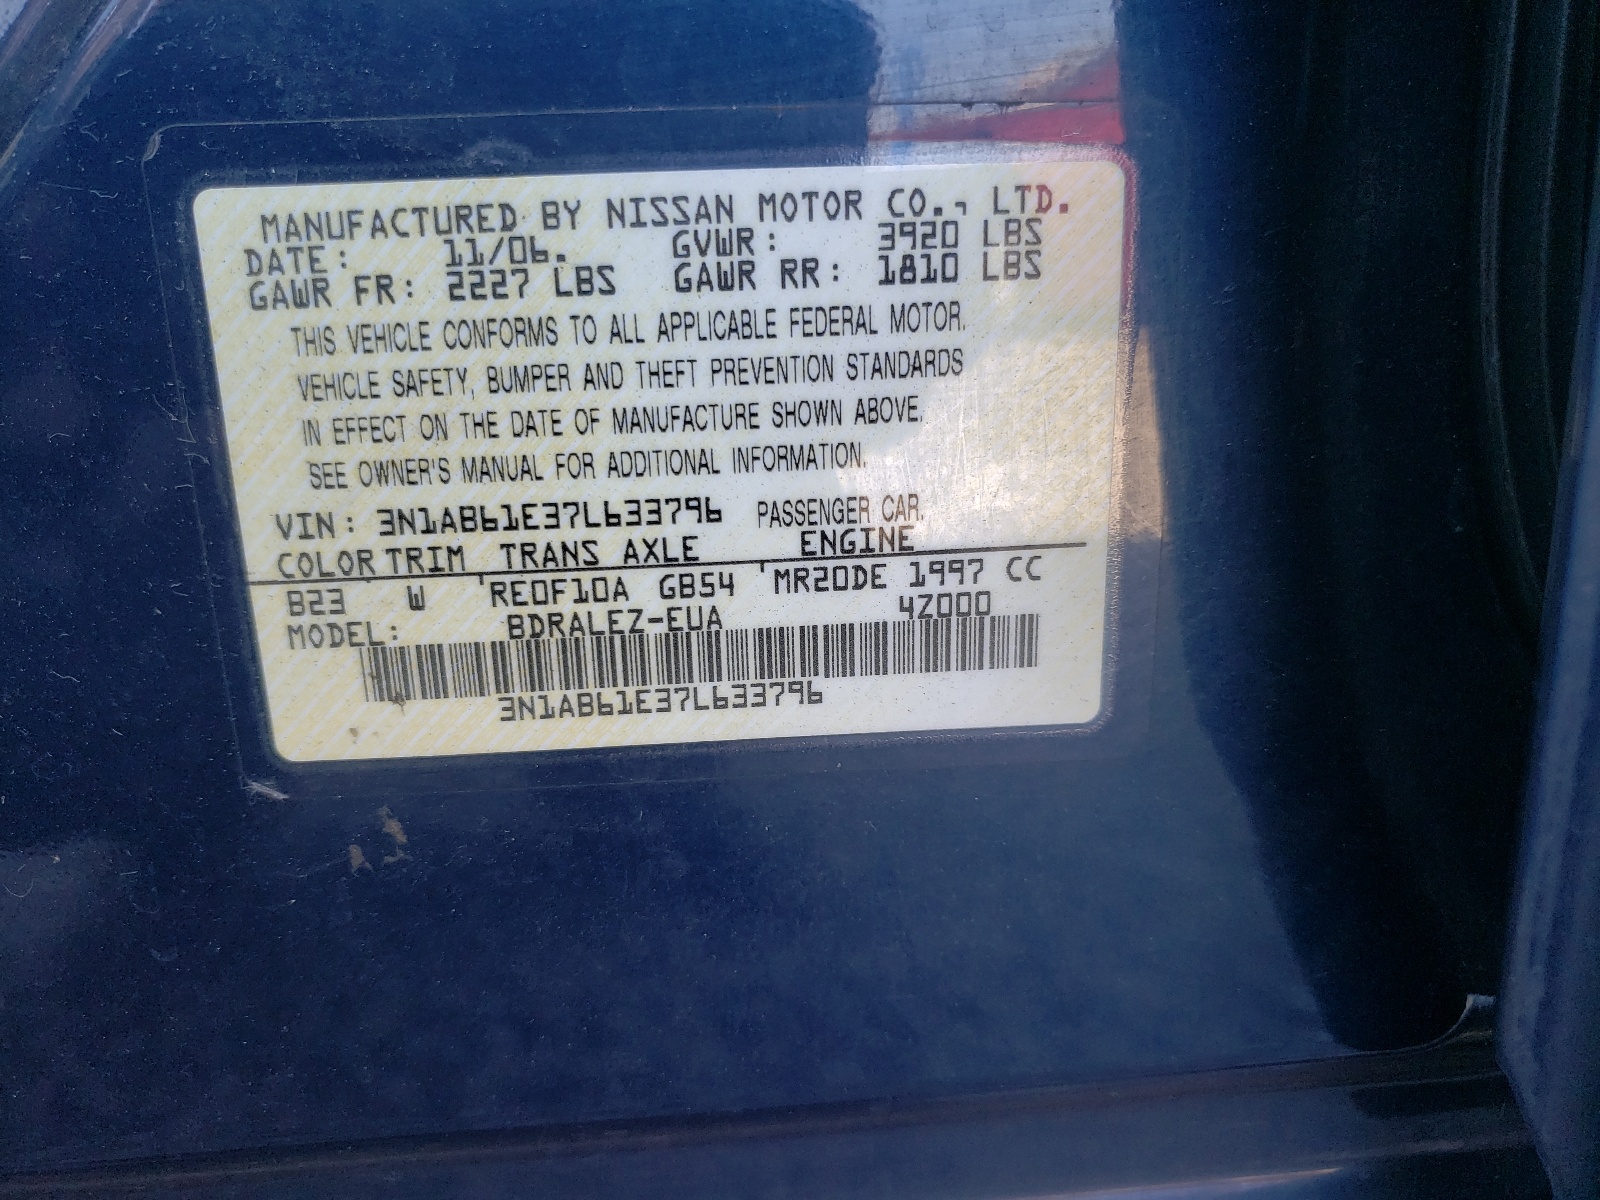 MANUFACTURED BY NISSAN MOTOR CO., LTD.
DATE: 11/06. GVWR: 3920 LBS
GAWR FR: 2227 LBS GAWR RR: 1810 LBS
THIS VEHICLE CONFORMS TO ALL APPLICABLE FEDERAL MOTOR.
VEHICLE SAFETY, BUMPER AND THEFT PREVENTION STANDARDS
IN EFFECT ON THE DATE OF MANUFACTURE SHOWN ABOVE.
SEE OWNER'S MANUAL FOR ADDITIONAL INFORMATION.
VIN: 3N1AB61E37L633796 PASSENGER CAR.
COLOR TRIM TRANS AXLE ENGINE
B23 W RE0F10A GB54 MR20DE 1997 CC
MODEL: BDRALEZ-EUA 4Z000
3N1AB61E37L633796